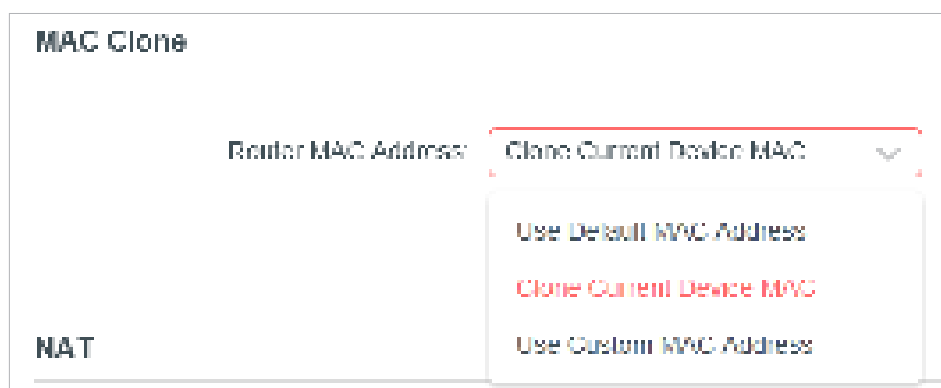 MAC Clone
Router MAC Address: Clone Current Device MAC
Use Default MAC Address
Clone Current Device MAC
Use Custom MAC Address
NAT